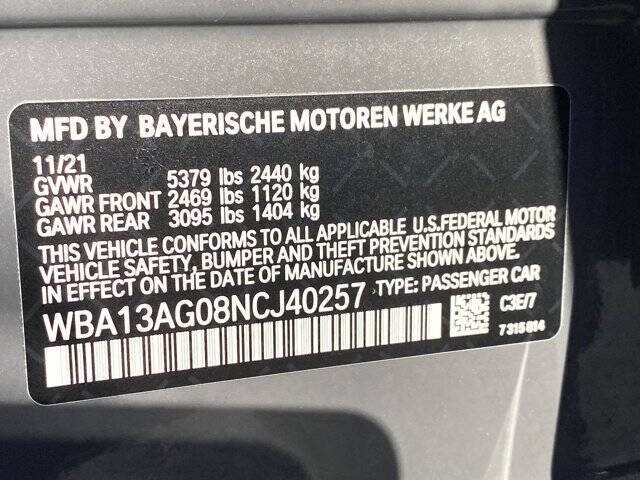 MFD BY BAYERISCHE MOTOREN WERKE AG
11/21
GVWR 5379 lbs 2440 kg
GAWR FRONT 2469 lbs 1120 kg
GAWR REAR 3095 lbs 1404 kg
THIS VEHICLE CONFORMS TO ALL APPLICABLE U.S.FEDERAL MOTOR
VEHICLE SAFETY, BUMPER AND THEFT PREVENTION STANDARDS
IN EFFECT ON THE DATE OF MANUFACTURE SHOWN ABOVE.
WBA13AG08NCJ40257 TYPE: PASSENGER CAR
C3E/7
7315814